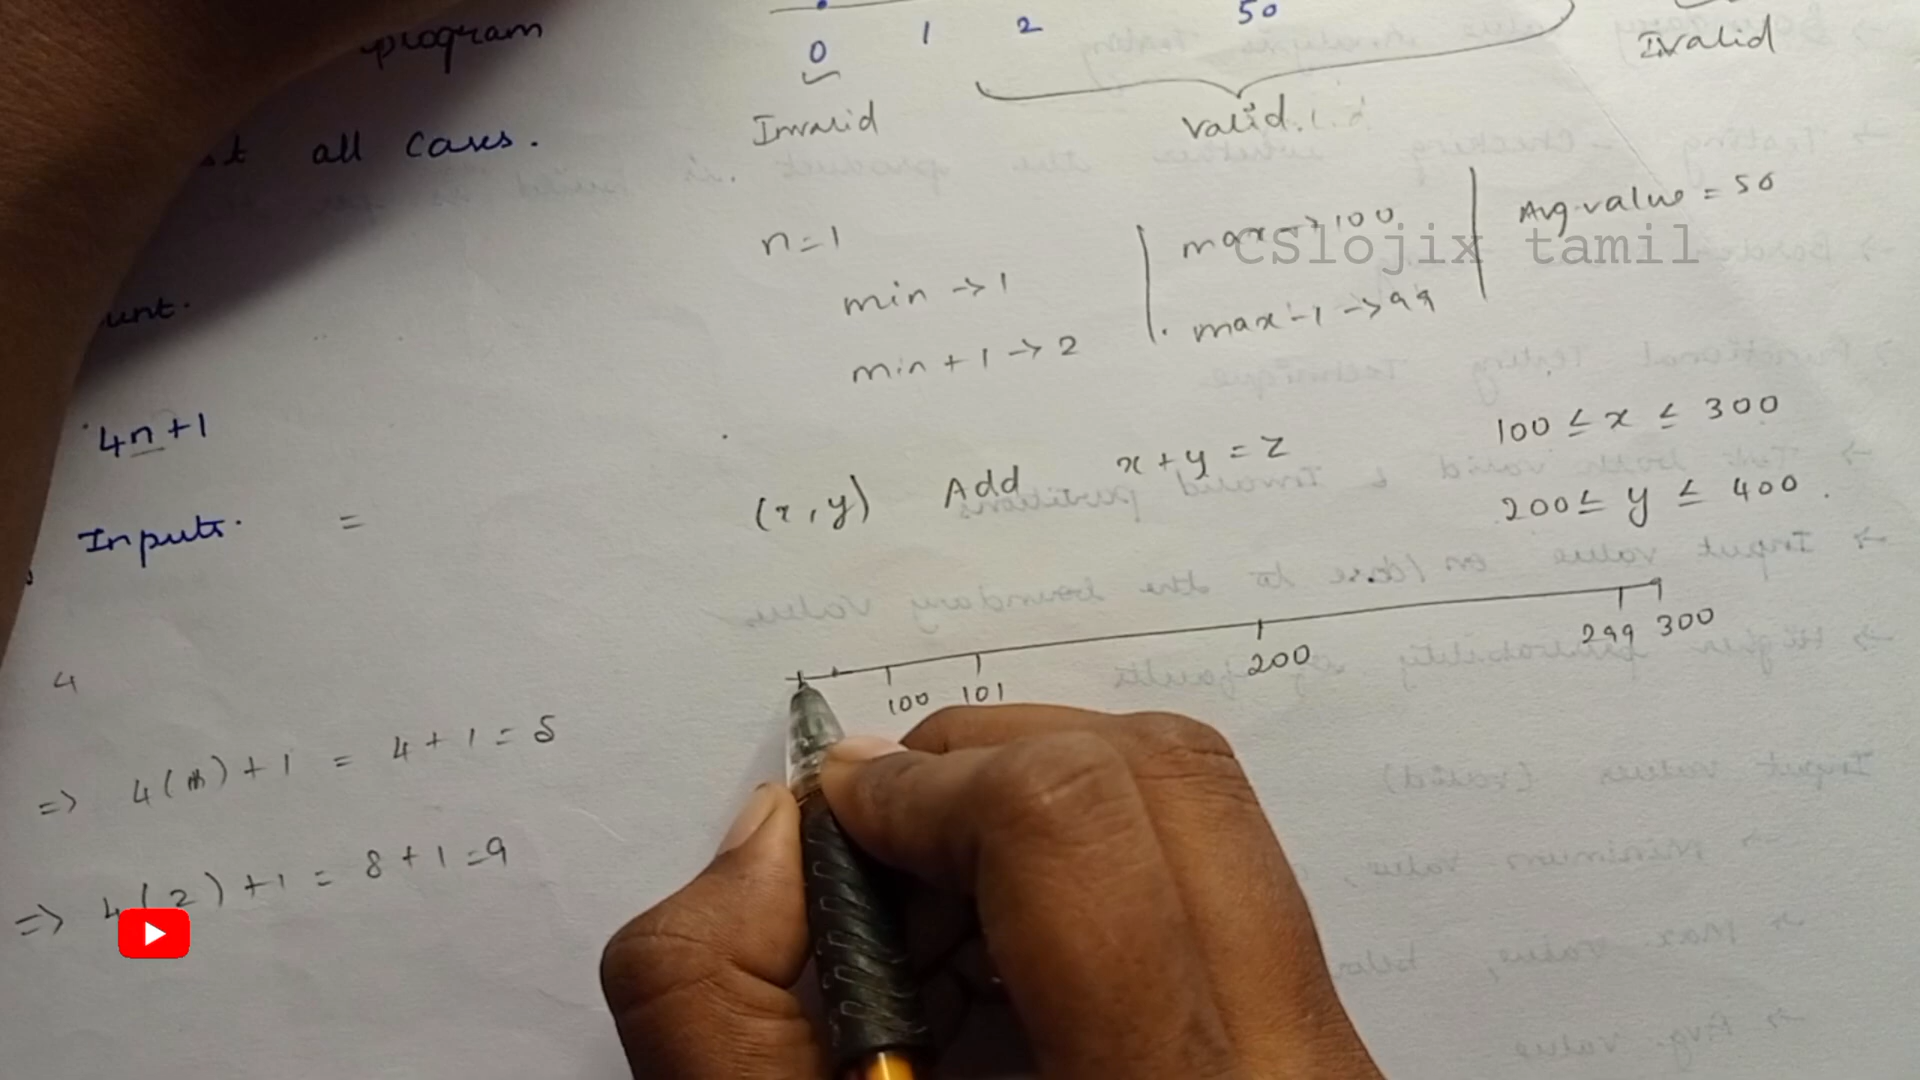 program
all cases.
4n+1
Inputs. =
4
=> 4(n)+1 = 4+1=5
=> 4(2)+1 = 8+1=9
0 1 2 50
Invalid valid. Invalid
n=1
min -> 1
min+1 -> 2
max -> 100
max-1 -> 99
Avg.value = 50
CSlojix tamil
(x,y) Add x+y=z
100 ≤ x ≤ 300
200 ≤ y ≤ 400.
100 101 200 299 300